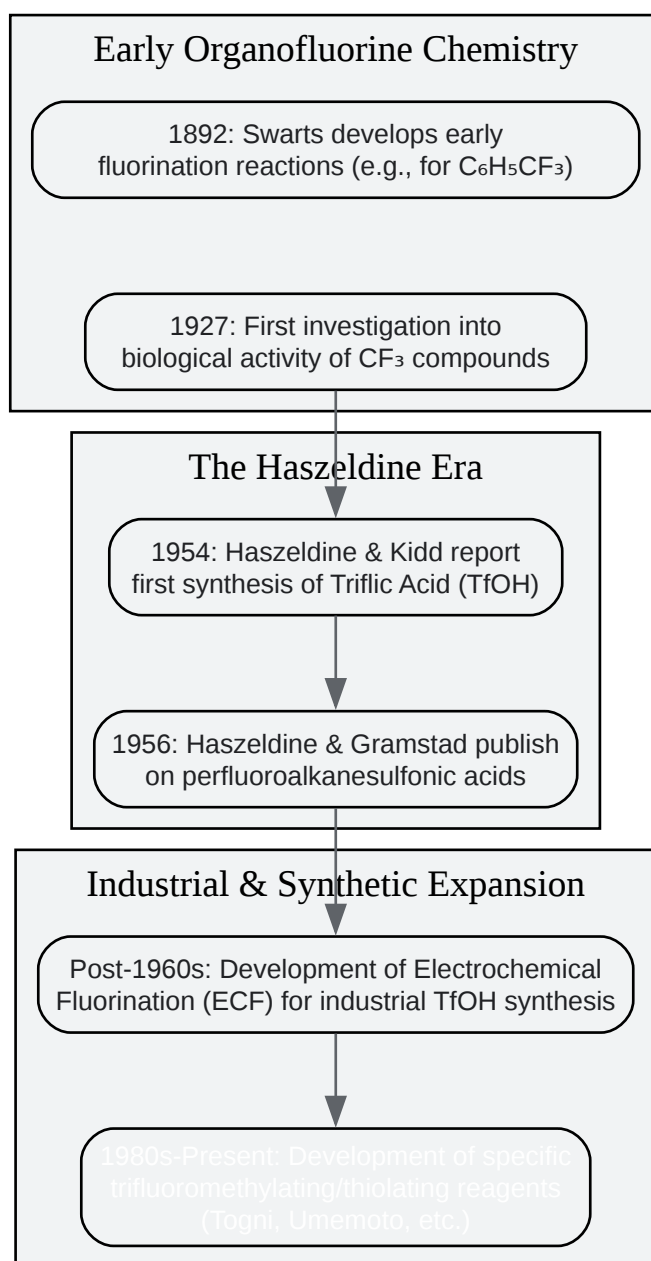 Early Organofluorine Chemistry
1892: Swarts develops early
fluorination reactions (e.g., for C₆H₅CF₃)
1927: First investigation into
biological activity of CF₃ compounds
The Haszeldine Era
1954: Haszeldine & Kidd report
first synthesis of Triflic Acid (TfOH)
1956: Haszeldine & Gramstad publish
on perfluoroalkanesulfonic acids
Industrial & Synthetic Expansion
Post-1960s: Development of Electrochemical
Fluorination (ECF) for industrial TfOH synthesis
1980s-Present: Development of specific
trifluoromethylating/thiolating reagents
(Togni, Umemoto, etc.)